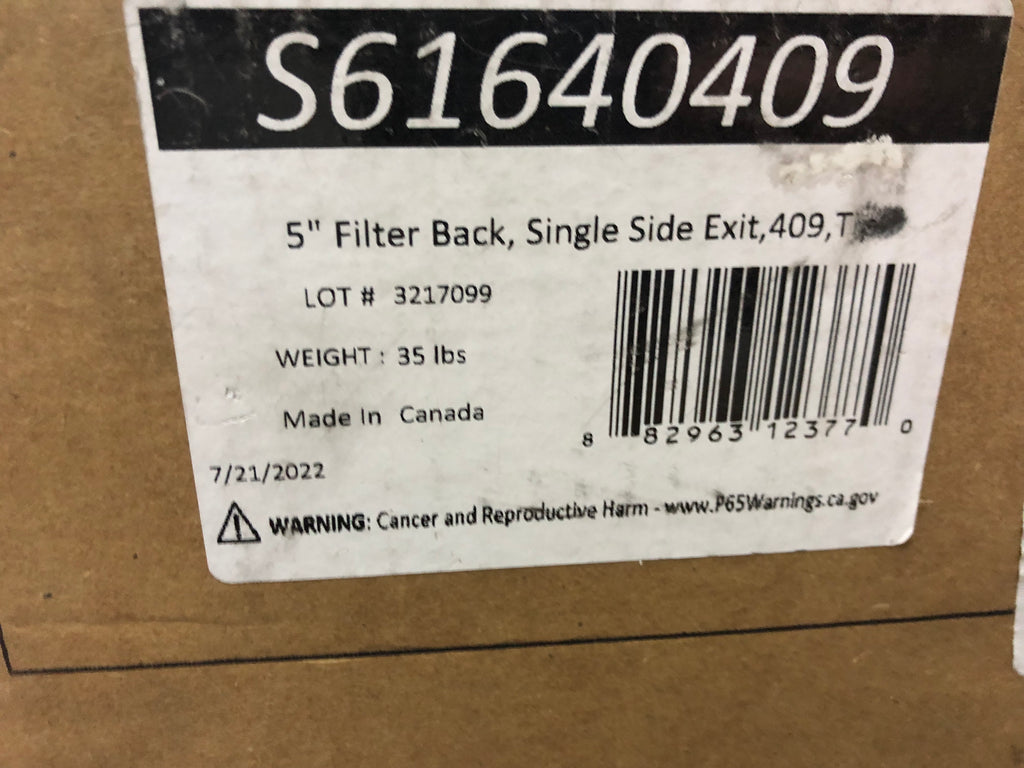 S61640409
5" Filter Back, Single Side Exit,409,T
LOT # 3217099
WEIGHT : 35 lbs
Made In Canada
8 82963 12377 0
7/21/2022
WARNING: Cancer and Reproductive Harm - www.P65Warnings.ca.gov